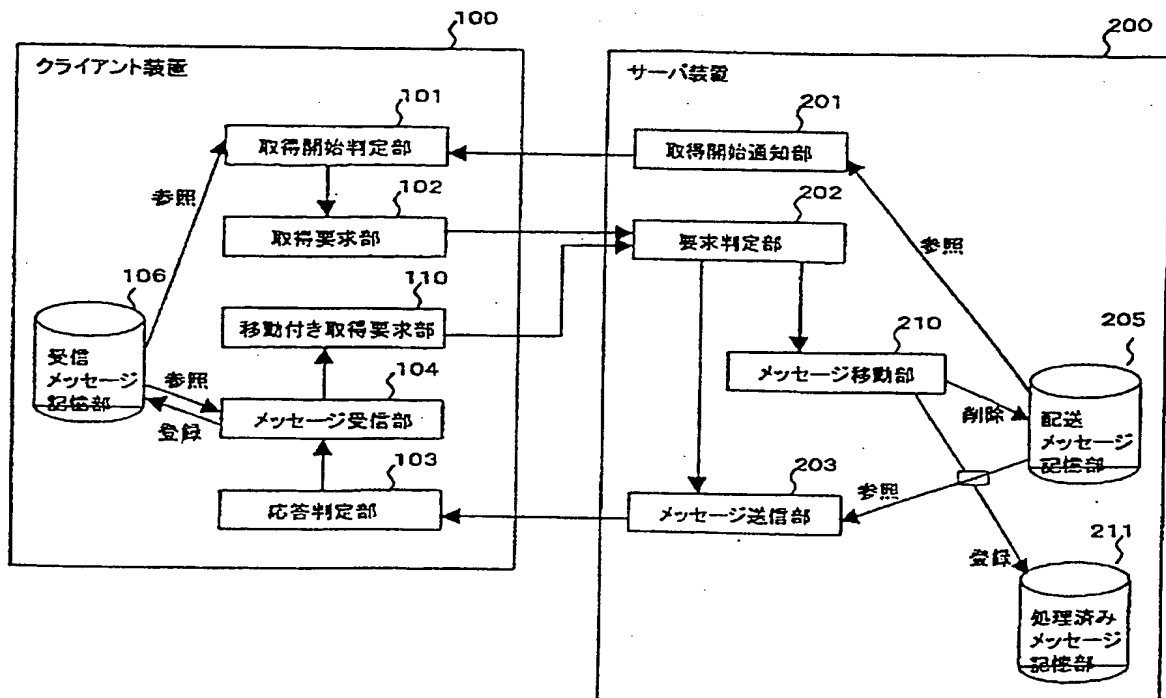 100
クライアント装置
101
取得開始判定部
参照
102
取得要求部
106
受信
メッセージ
記憶部
110
移動付き取得要求部
参照
104
メッセージ受信部
登録
103
応答判定部
200
サーバ装置
201
取得開始通知部
202
要求判定部
参照
210
メッセージ移動部
205
削除
配送
メッセージ
記憶部
203
参照
メッセージ送信部
211
登録
処理済み
メッセージ
記憶部